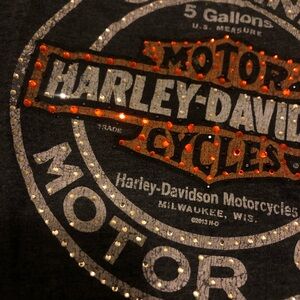 5 Gallons
U.S. MEASURE
MOTOR
HARLEY-DAVID
TRADE
CYCLES
Harley-Davidson Motorcycles
MILWAUKEE, WIS.
©2013 H-D
MOTOR